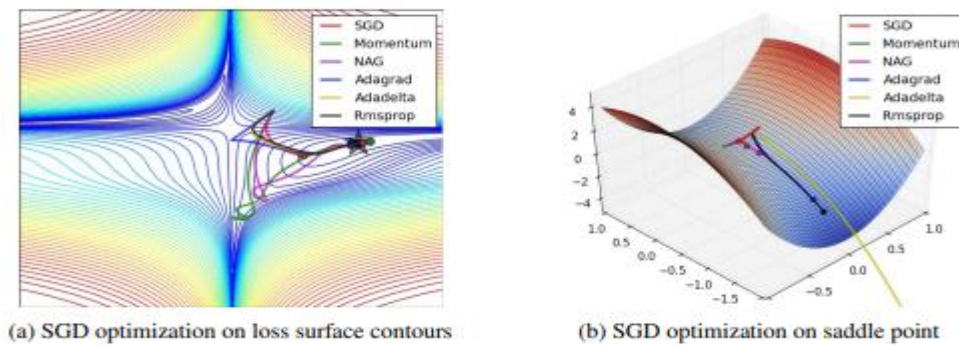 SGD
Momentum
NAG
Adagrad
Adadelta
Rmsprop
(a) SGD optimization on loss surface contours
SGD
Momentum
NAG
Adagrad
Adadelta
Rmsprop
4
2
0
−2
−4
1.0
0.5
0.0
−0.5
−1.0
−1.5
−0.5
0.0
0.5
1.0
(b) SGD optimization on saddle point